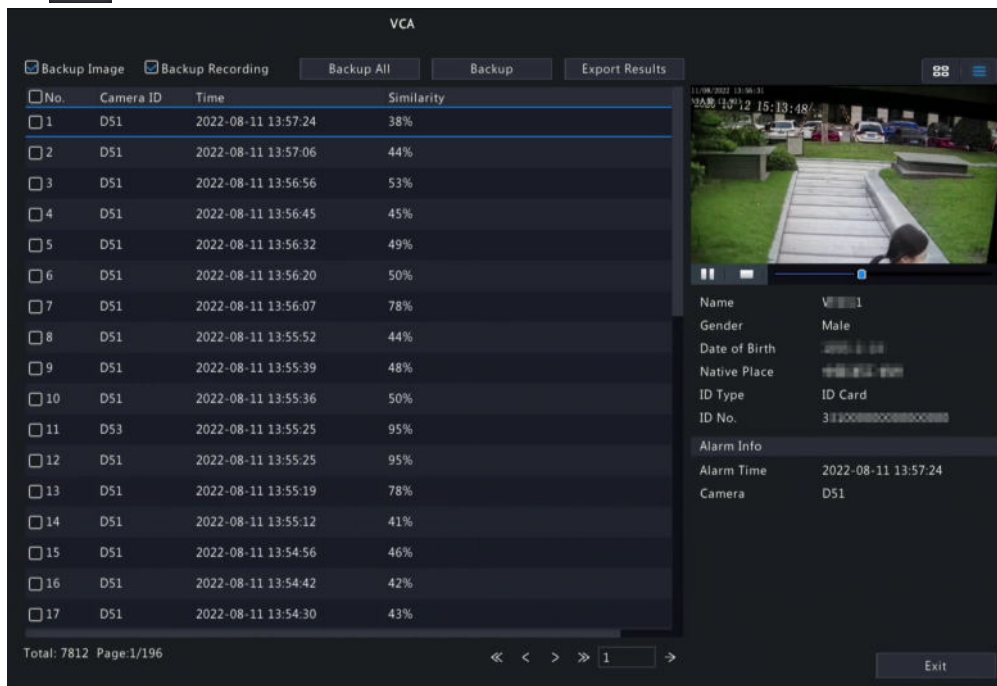 VCA
Backup Image Backup Recording Backup All Backup Export Results
No. Camera ID Time Similarity
1 D51 2022-08-11 13:57:24 38%
2 D51 2022-08-11 13:57:06 44%
3 D51 2022-08-11 13:56:56 53%
4 D51 2022-08-11 13:56:45 45%
5 D51 2022-08-11 13:56:32 49%
6 D51 2022-08-11 13:56:20 50%
7 D51 2022-08-11 13:56:07 78%
8 D51 2022-08-11 13:55:52 44%
9 D51 2022-08-11 13:55:39 48%
10 D51 2022-08-11 13:55:36 50%
11 D53 2022-08-11 13:55:25 95%
12 D51 2022-08-11 13:55:25 95%
13 D51 2022-08-11 13:55:19 78%
14 D51 2022-08-11 13:55:12 41%
15 D51 2022-08-11 13:54:56 46%
16 D51 2022-08-11 13:54:42 42%
17 D51 2022-08-11 13:54:30 43%
Total: 7812 Page:1/196
« < > » 1 →
15:13:48
Name
Gender Male
Date of Birth
Native Place
ID Type ID Card
ID No.
Alarm Info
Alarm Time 2022-08-11 13:57:24
Camera D51
Exit